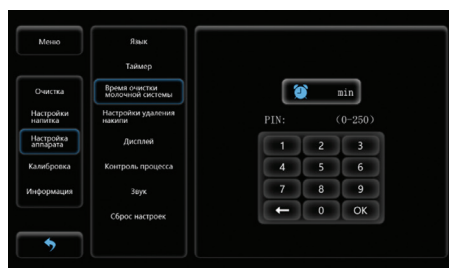 Меню
Очистка
Настройки
напитка
Настройка
аппарата
Калибровка
Информация
Язык
Таймер
Время очистки
молочной системы
Настройки удаления
накипи
Дисплей
Контроль процесса
Звук
Сброс настроек
min
PIN: (0-250)
1 2 3
4 5 6
7 8 9
← 0 OK